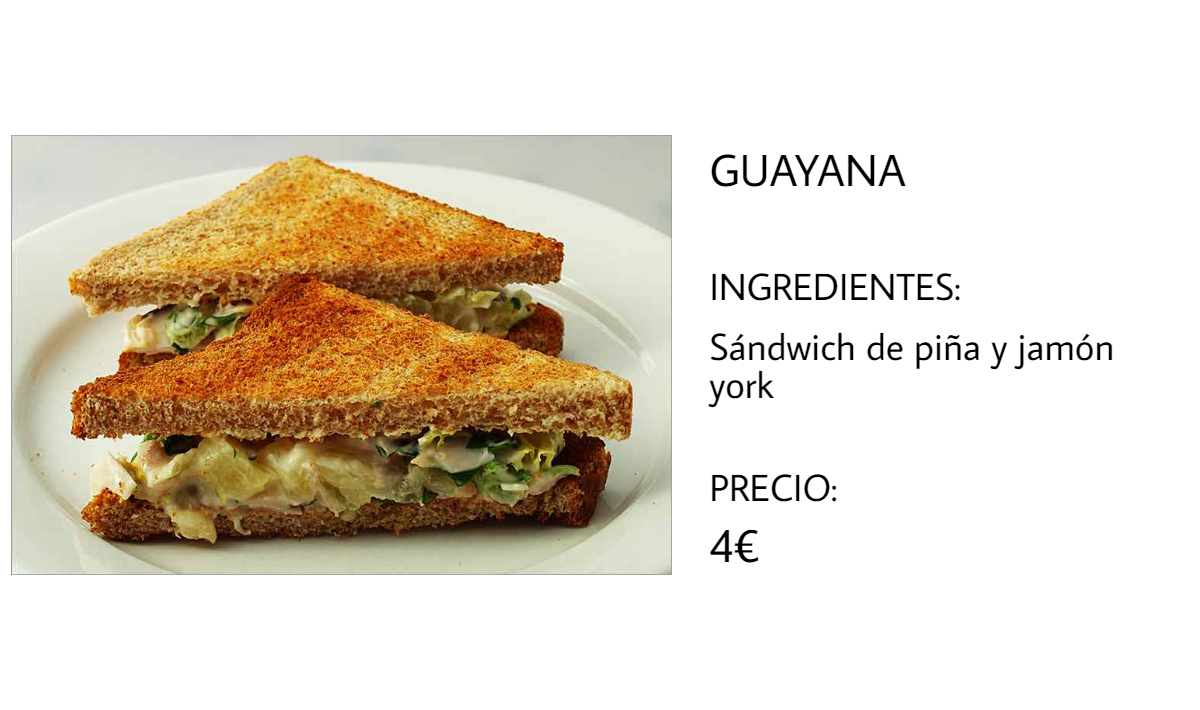 GUAYANA
INGREDIENTES:
Sándwich de piña y jamón
york
PRECIO:
4€